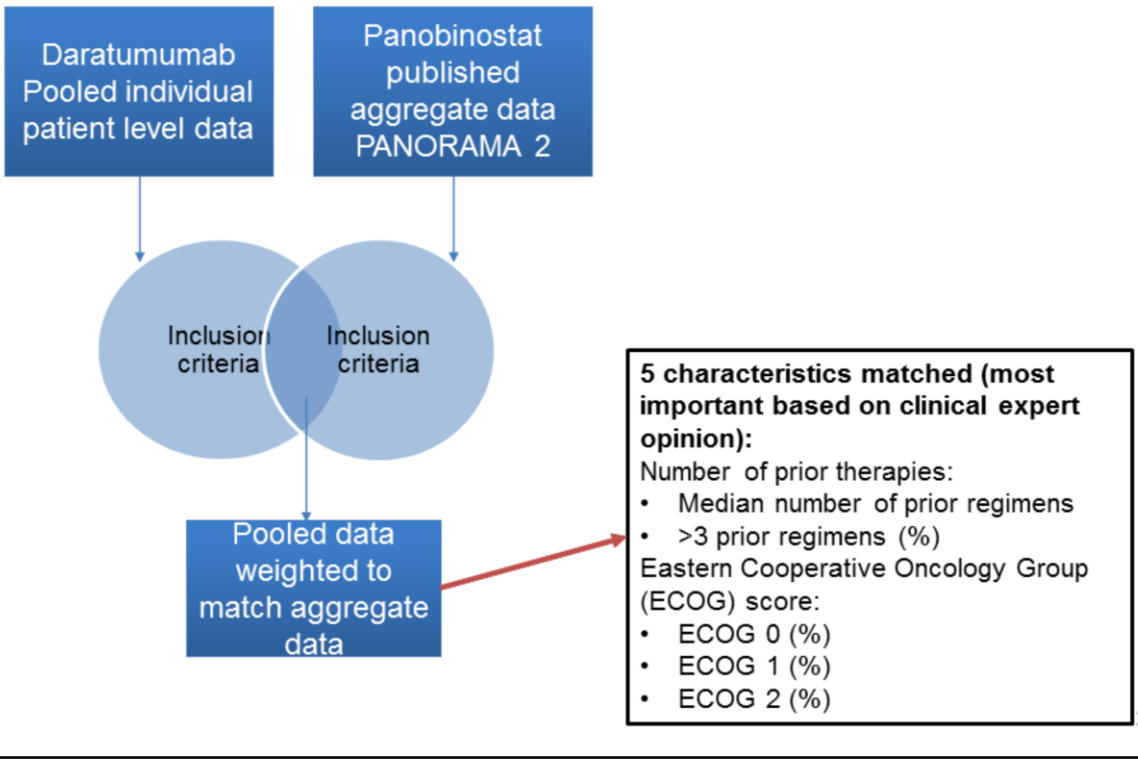 Daratumumab
Pooled individual
patient level data
Panobinostat
published
aggregate data
PANORAMA 2
Inclusion
criteria
Inclusion
criteria
Pooled data
weighted to
match aggregate
data
5 characteristics matched (most
important based on clinical expert
opinion):
Number of prior therapies:
• Median number of prior regimens
• >3 prior regimens (%)
Eastern Cooperative Oncology Group
(ECOG) score:
• ECOG 0 (%)
• ECOG 1 (%)
• ECOG 2 (%)